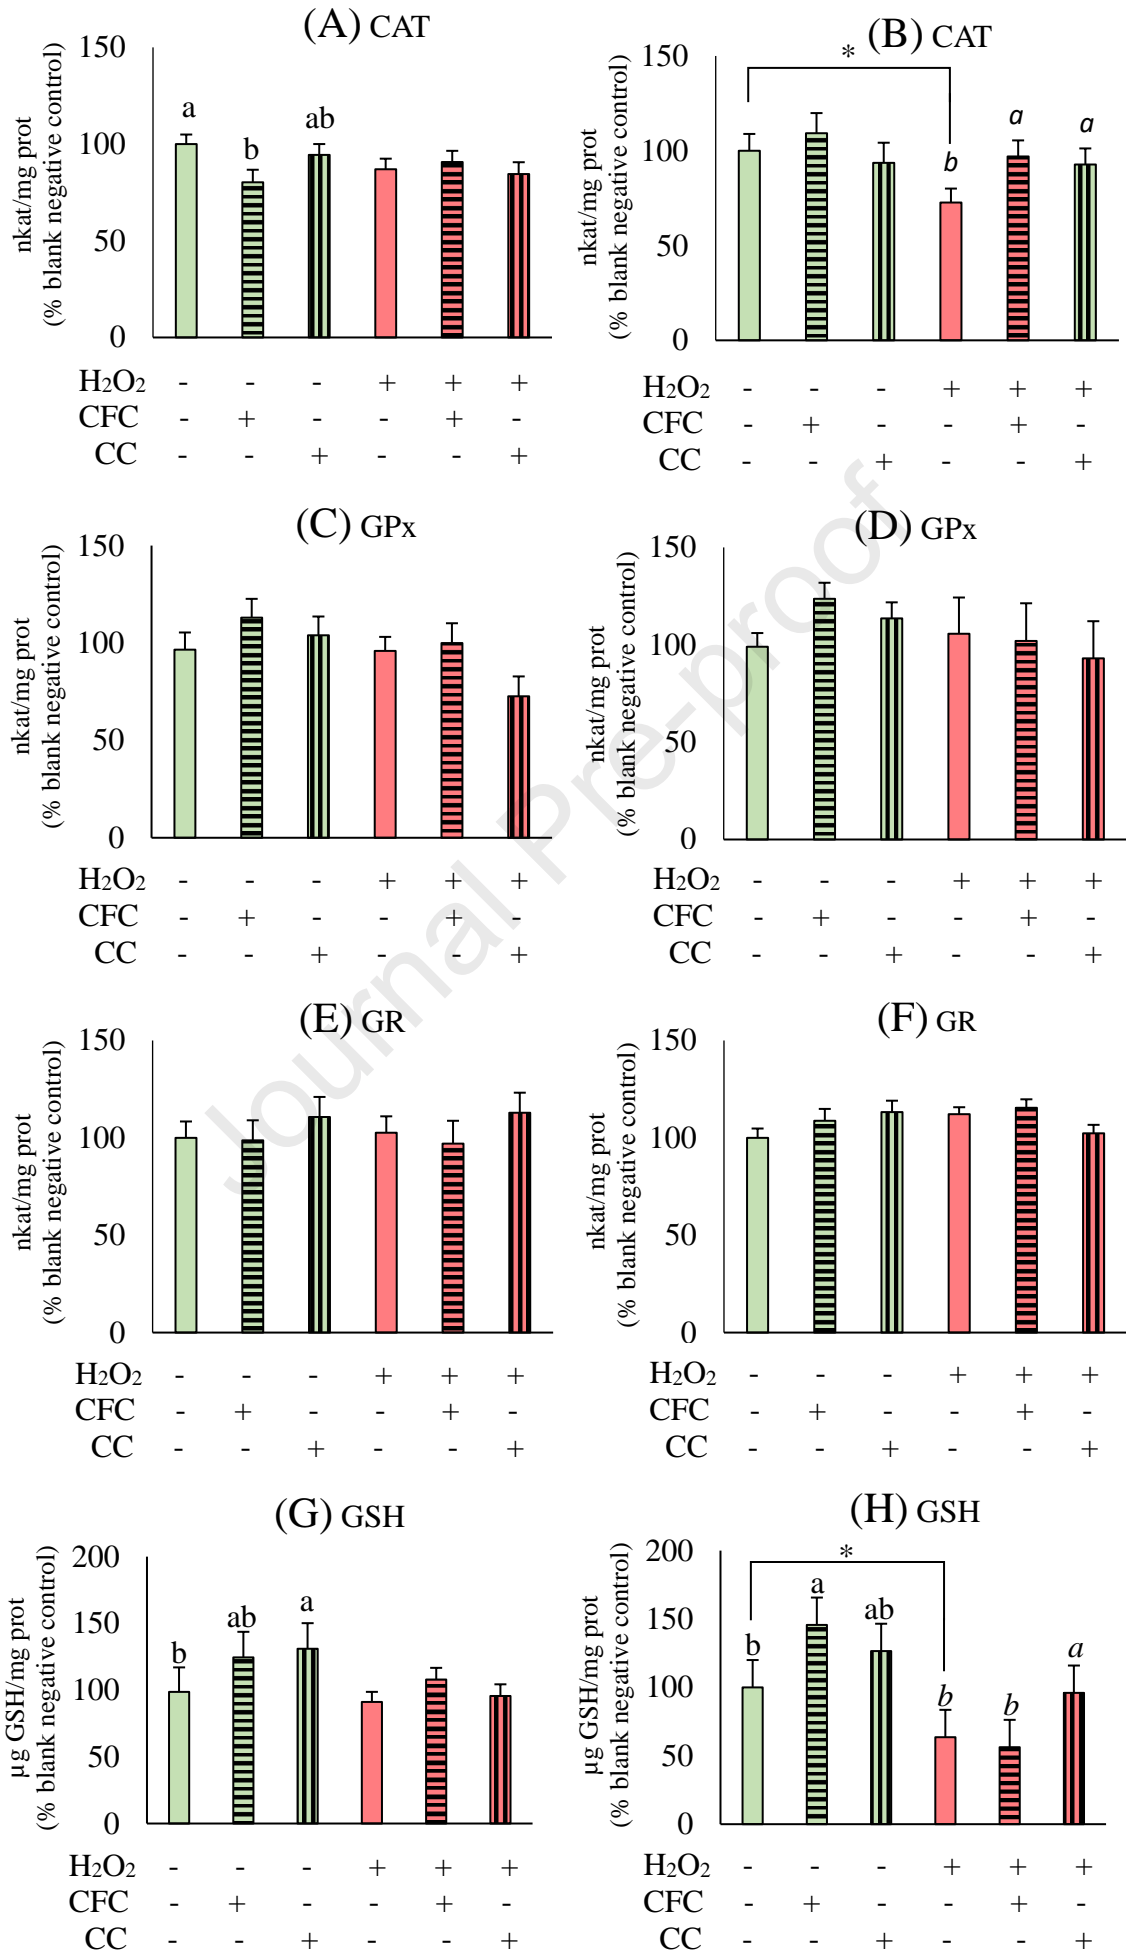 (A) CAT
nkat/mg prot
(% blank negative control)
150
100
50
0
a
b
ab
H2O2 - - - + + +
CFC - + - - + -
CC - - + - - +
(B) CAT
nkat/mg prot
(% blank negative control)
150
100
50
0
*
b
a
a
H2O2 - - - + + +
CFC - + - - + -
CC - - + - - +
(C) GPx
nkat/mg prot
(% blank negative control)
150
100
50
0
H2O2 - - - + + +
CFC - + - - + -
CC - - + - - +
(D) GPx
nkat/mg prot
(% blank negative control)
150
100
50
0
H2O2 - - - + + +
CFC - + - - + -
CC - - + - - +
Journal Pre-proof
(E) GR
nkat/mg prot
(% blank negative control)
150
100
50
0
H2O2 - - - + + +
CFC - + - - + -
CC - - + - - +
(F) GR
nkat/mg prot
(% blank negative control)
150
100
50
0
H2O2 - - - + + +
CFC - + - - + -
CC - - + - - +
(G) GSH
µg GSH/mg prot
(% blank negative control)
200
150
100
50
0
b
ab
a
H2O2 - - - + + +
CFC - + - - + -
CC - - + - - +
(H) GSH
µg GSH/mg prot
(% blank negative control)
200
150
100
50
0
*
b
a
ab
b
b
a
H2O2 - - - + + +
CFC - + - - + -
CC - - + - - +